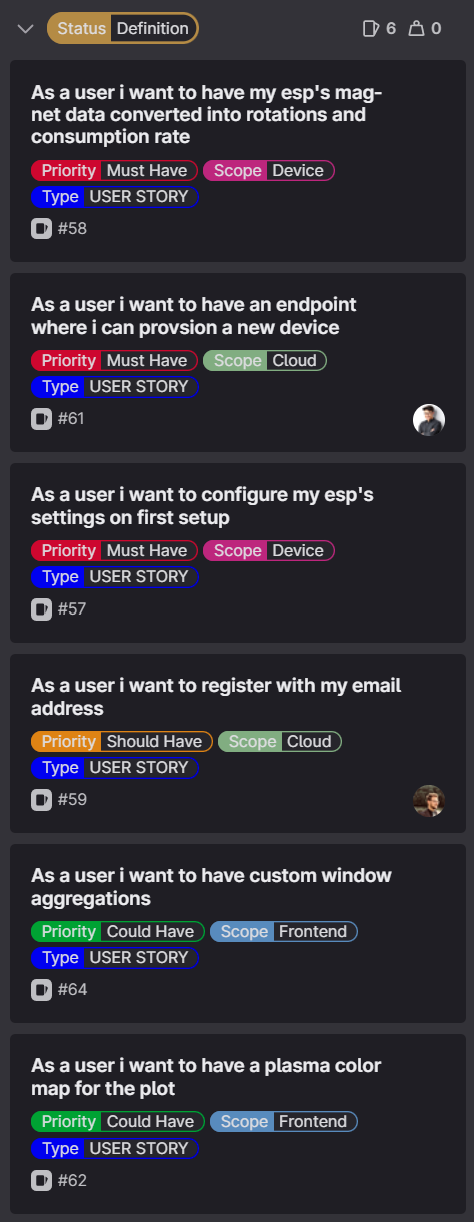 Status Definition 6 0
As a user i want to have my esp's mag-
net data converted into rotations and
consumption rate
Priority Must Have Scope Device
Type USER STORY
#58
As a user i want to have an endpoint
where i can provsion a new device
Priority Must Have Scope Cloud
Type USER STORY
#61
As a user i want to configure my esp's
settings on first setup
Priority Must Have Scope Device
Type USER STORY
#57
As a user i want to register with my email
address
Priority Should Have Scope Cloud
Type USER STORY
#59
As a user i want to have custom window
aggregations
Priority Could Have Scope Frontend
Type USER STORY
#64
As a user i want to have a plasma color
map for the plot
Priority Could Have Scope Frontend
Type USER STORY
#62